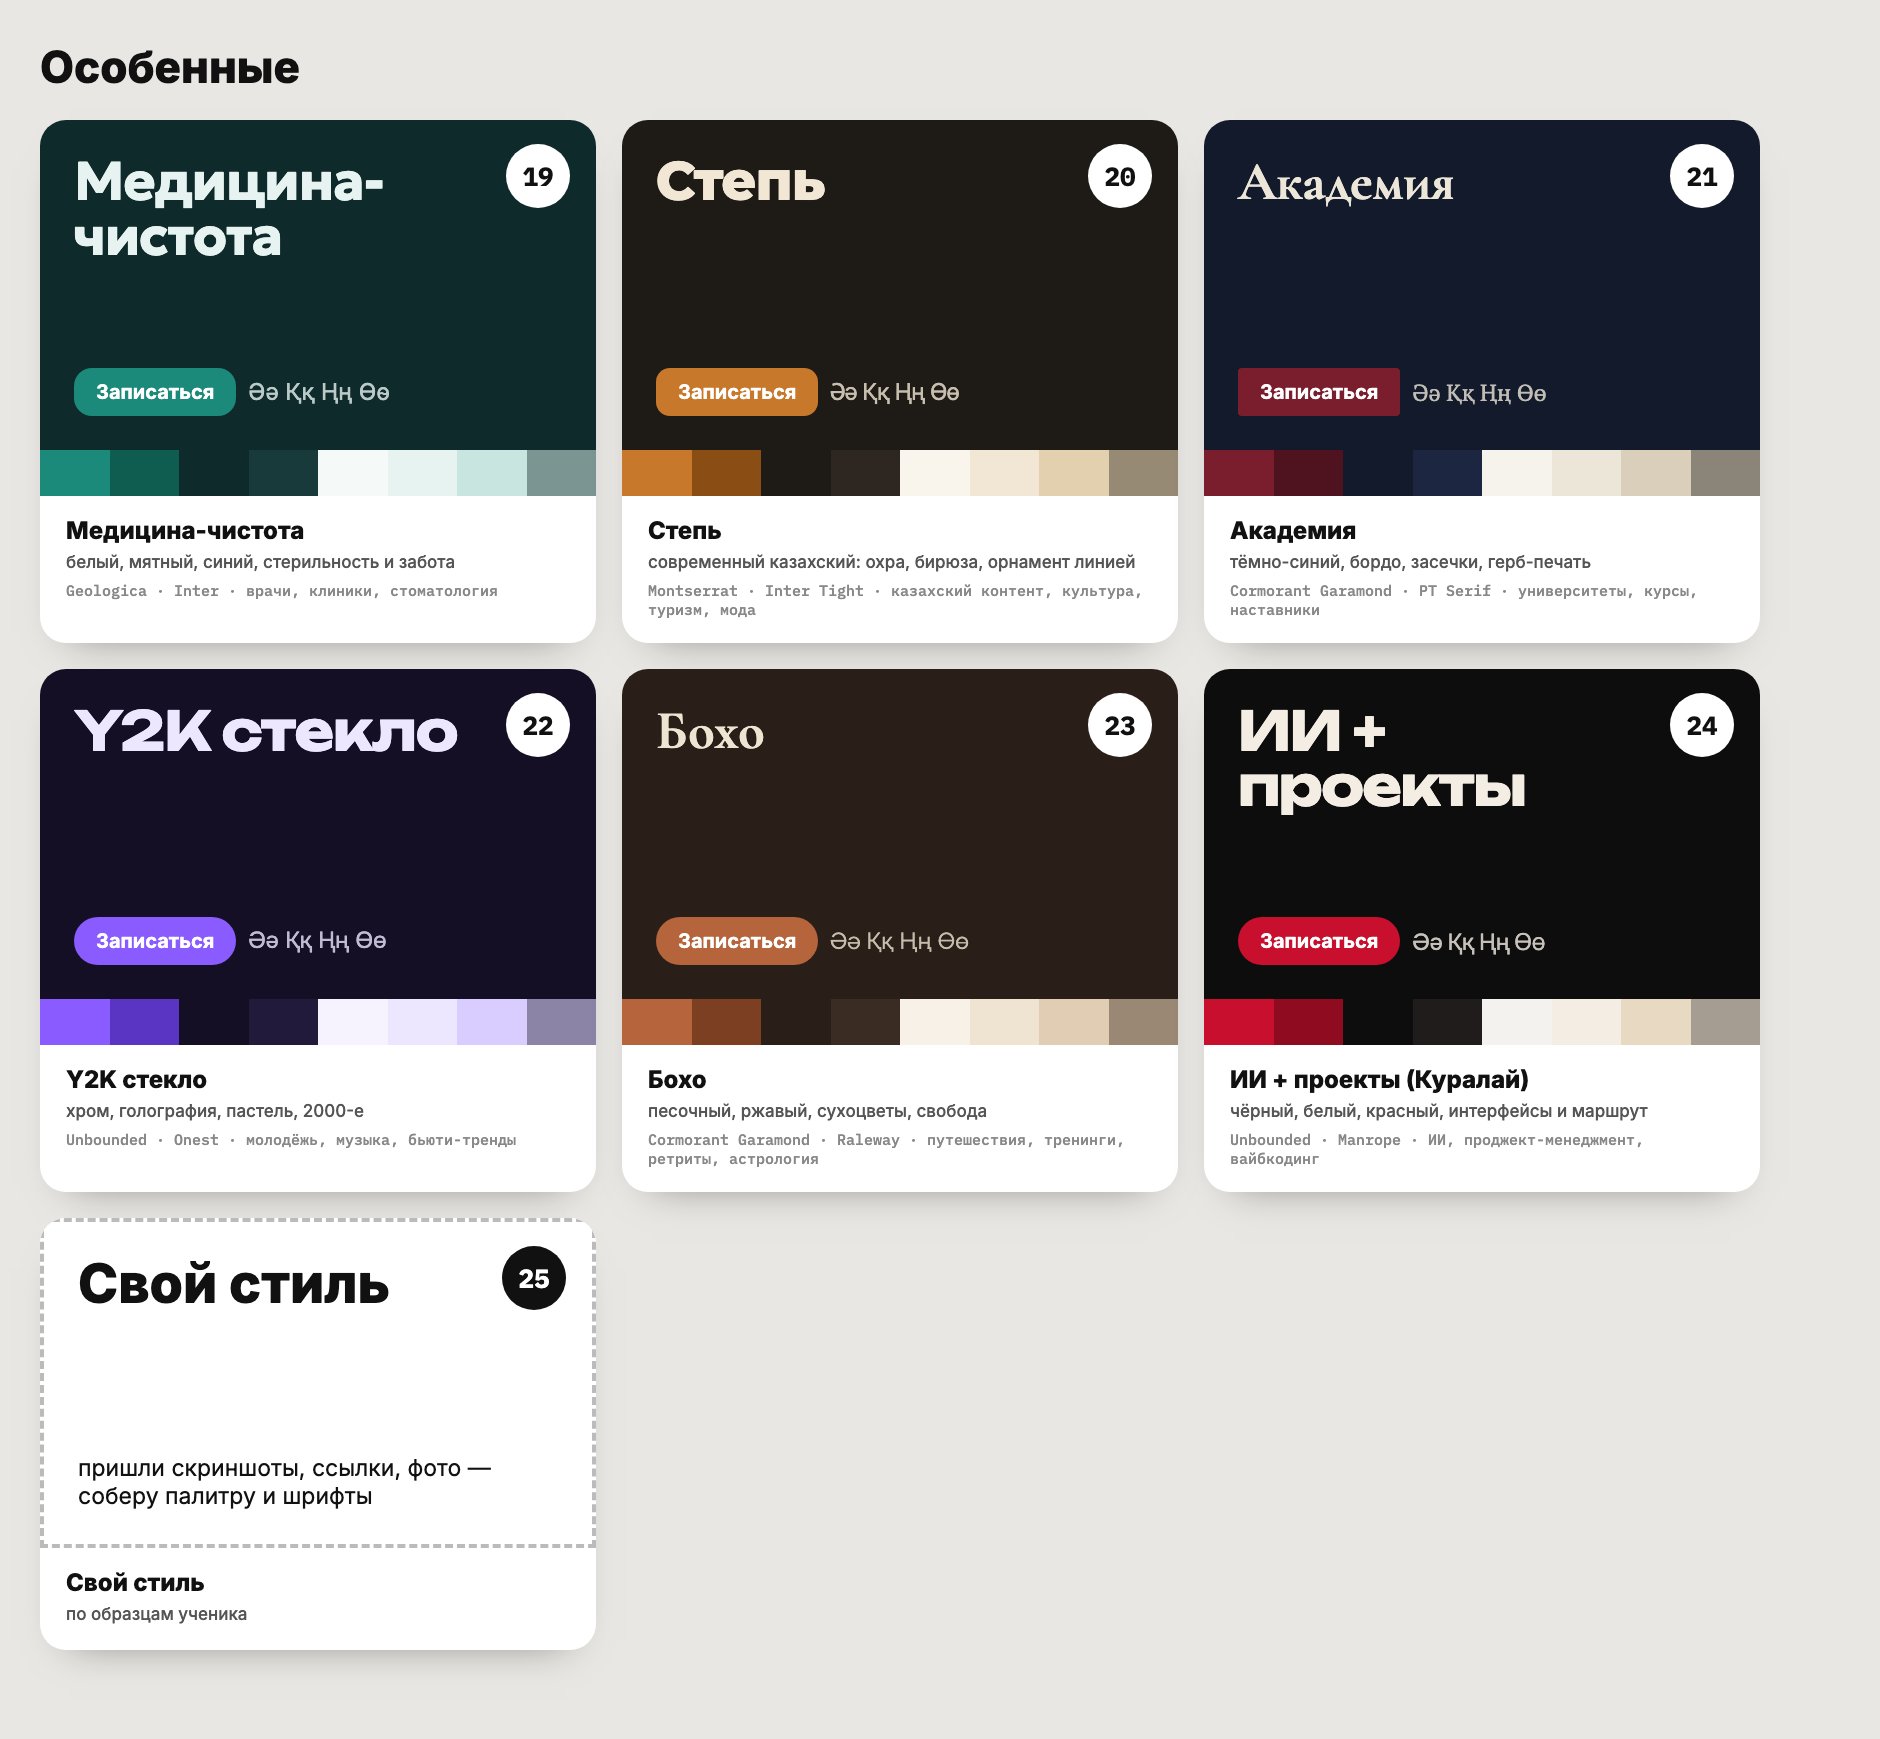 Особенные
Медицина-
чистота
19
Записаться Әә Ққ Ңң Өө
Медицина-чистота
белый, мятный, синий, стерильность и забота
Geologica · Inter · врачи, клиники, стоматология
Степь
20
Записаться Әә Ққ Ңң Өө
Степь
современный казахский: охра, бирюза, орнамент линией
Montserrat · Inter Tight · казахский контент, культура,
туризм, мода
Академия
21
Записаться Әә Ққ Ңң Өө
Академия
тёмно-синий, бордо, засечки, герб-печать
Cormorant Garamond · PT Serif · университеты, курсы,
наставники
Y2K стекло
22
Записаться Әә Ққ Ңң Өө
Y2K стекло
хром, голография, пастель, 2000-е
Unbounded · Onest · молодёжь, музыка, бьюти-тренды
Бохо
23
Записаться Әә Ққ Ңң Өө
Бохо
песочный, ржавый, сухоцветы, свобода
Cormorant Garamond · Raleway · путешествия, тренинги,
ретриты, астрология
ИИ +
проекты
24
Записаться Әә Ққ Ңң Өө
ИИ + проекты (Куралай)
чёрный, белый, красный, интерфейсы и маршрут
Unbounded · Manrope · ИИ, проджект-менеджмент,
вайбкодинг
Свой стиль
25
пришли скриншоты, ссылки, фото —
соберу палитру и шрифты
Свой стиль
по образцам ученика